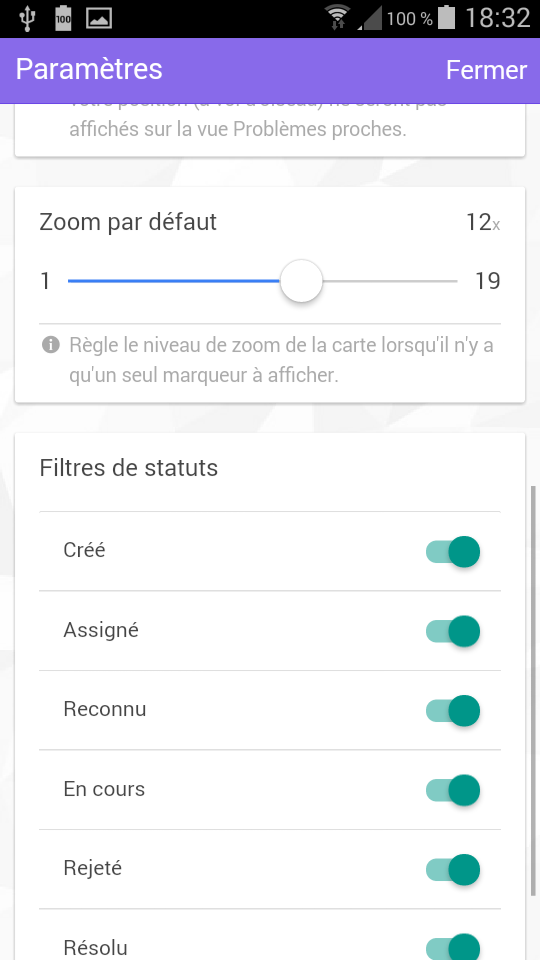 100
100 %
18:32
Paramètres
Fermer
affichés sur la vue Problèmes proches.
Zoom par défaut
12x
1
19
Règle le niveau de zoom de la carte lorsqu'il n'y a
qu'un seul marqueur à afficher.
Filtres de statuts
Créé
Assigné
Reconnu
En cours
Rejeté
Résolu